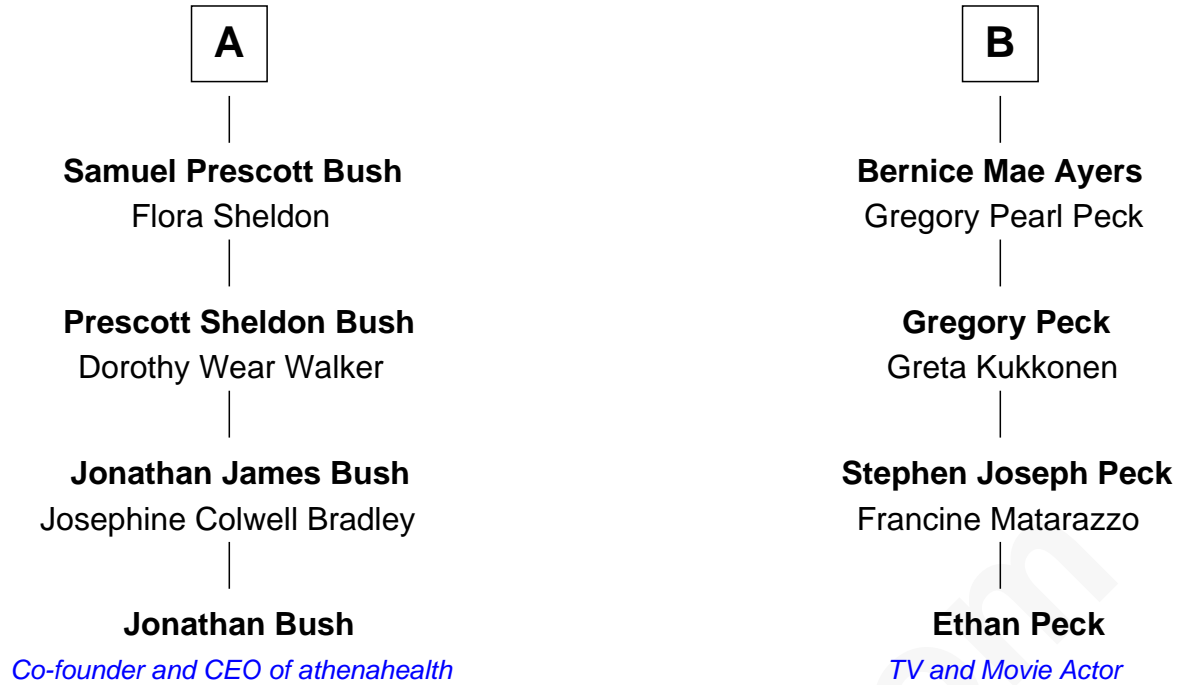 A
Samuel Prescott Bush
Flora Sheldon
Prescott Sheldon Bush
Dorothy Wear Walker
Jonathan James Bush
Josephine Colwell Bradley
Jonathan Bush
Co-founder and CEO of athenahealth
B
Bernice Mae Ayers
Gregory Pearl Peck
Gregory Peck
Greta Kukkonen
Stephen Joseph Peck
Francine Matarazzo
Ethan Peck
TV and Movie Actor